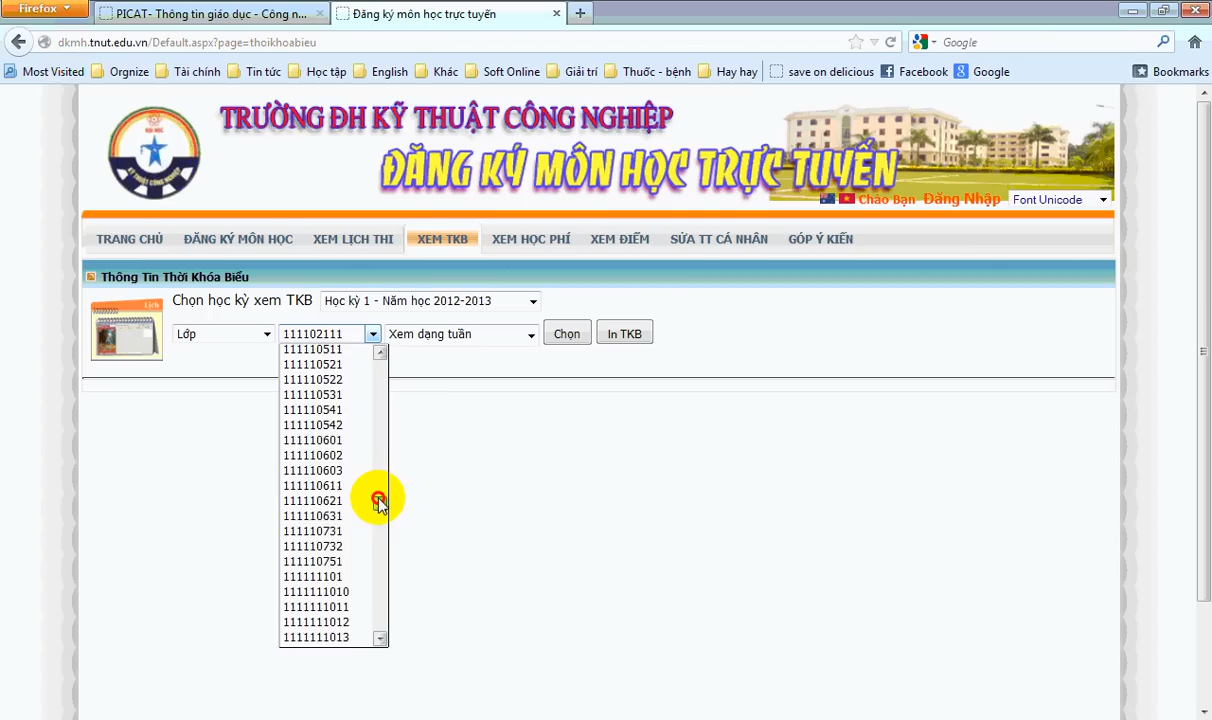 Firefox
PICAT- Thông tin giáo dục - Công n...
Đăng ký môn học trực tuyến
dkmh.tnut.edu.vn/Default.aspx?page=thoikhoabieu
Google
Most Visited Orgnize Tài chính Tin tức Học tập English Khác Soft Online Giải trí Thuốc - bệnh Hay hay save on delicious Facebook Google Bookmarks
TRƯỜNG ĐH KỸ THUẬT CÔNG NGHIỆP
ĐĂNG KÝ MÔN HỌC TRỰC TUYẾN
ĐẠI HỌC
KỸ THUẬT CÔNG NGHIỆP
Chào Bạn Đăng Nhập Font Unicode
TRANG CHỦ ĐĂNG KÝ MÔN HỌC XEM LỊCH THI XEM TKB XEM HỌC PHÍ XEM ĐIỂM SỬA TT CÁ NHÂN GÓP Ý KIẾN
Thông Tin Thời Khóa Biểu
Lịch
Chọn học kỳ xem TKB Học kỳ 1 - Năm học 2012-2013
Lớp 111102111 Xem dạng tuần Chọn In TKB
111110511
111110521
111110522
111110531
111110541
111110542
111110601
111110602
111110603
111110611
111110621
111110631
111110731
111110732
111110751
111111101
1111111010
1111111011
1111111012
1111111013